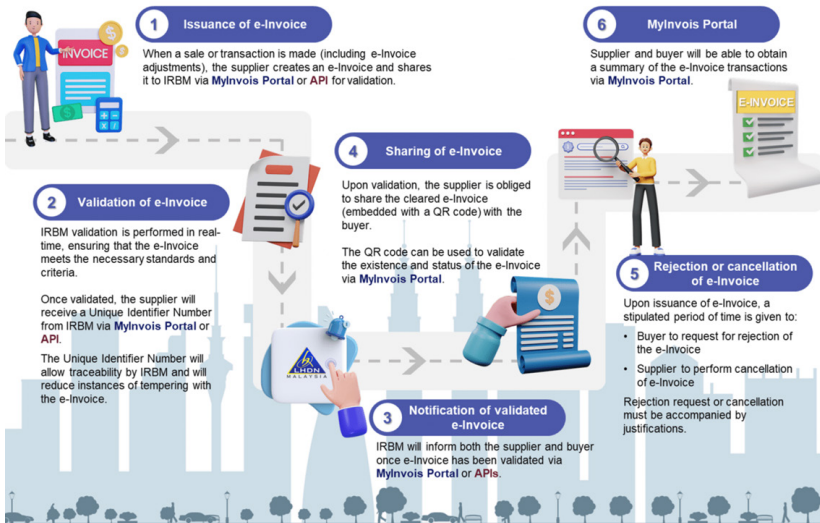 1
Issuance of e-Invoice
When a sale or transaction is made (including e-Invoice
adjustments), the supplier creates an e-Invoice and shares
it to IRBM via MyInvois Portal or API for validation.
INVOICE
2
Validation of e-Invoice
IRBM validation is performed in real-
time, ensuring that the e-Invoice
meets the necessary standards and
criteria.
Once validated, the supplier will
receive a Unique Identifier Number
from IRBM via MyInvois Portal or
API.
The Unique Identifier Number will
allow traceability by IRBM and will
reduce instances of tempering with
the e-Invoice.
LHDN
MALAYSIA
3
Notification of validated
e-Invoice
IRBM will inform both the supplier and buyer
once e-Invoice has been validated via
MyInvois Portal or APIs.
4
Sharing of e-Invoice
Upon validation, the supplier is obliged
to share the cleared e-Invoice
(embedded with a QR code) with the
buyer.
The QR code can be used to validate
the existence and status of the e-Invoice
via MyInvois Portal.
5
Rejection or cancellation
of e-Invoice
Upon issuance of e-Invoice, a
stipulated period of time is given to:
• Buyer to request for rejection of
the e-Invoice
• Supplier to perform cancellation
of e-Invoice
Rejection request or cancellation
must be accompanied by
justifications.
6
MyInvois Portal
Supplier and buyer will be able to obtain
a summary of the e-Invoice transactions
via MyInvois Portal.
E-INVOICE